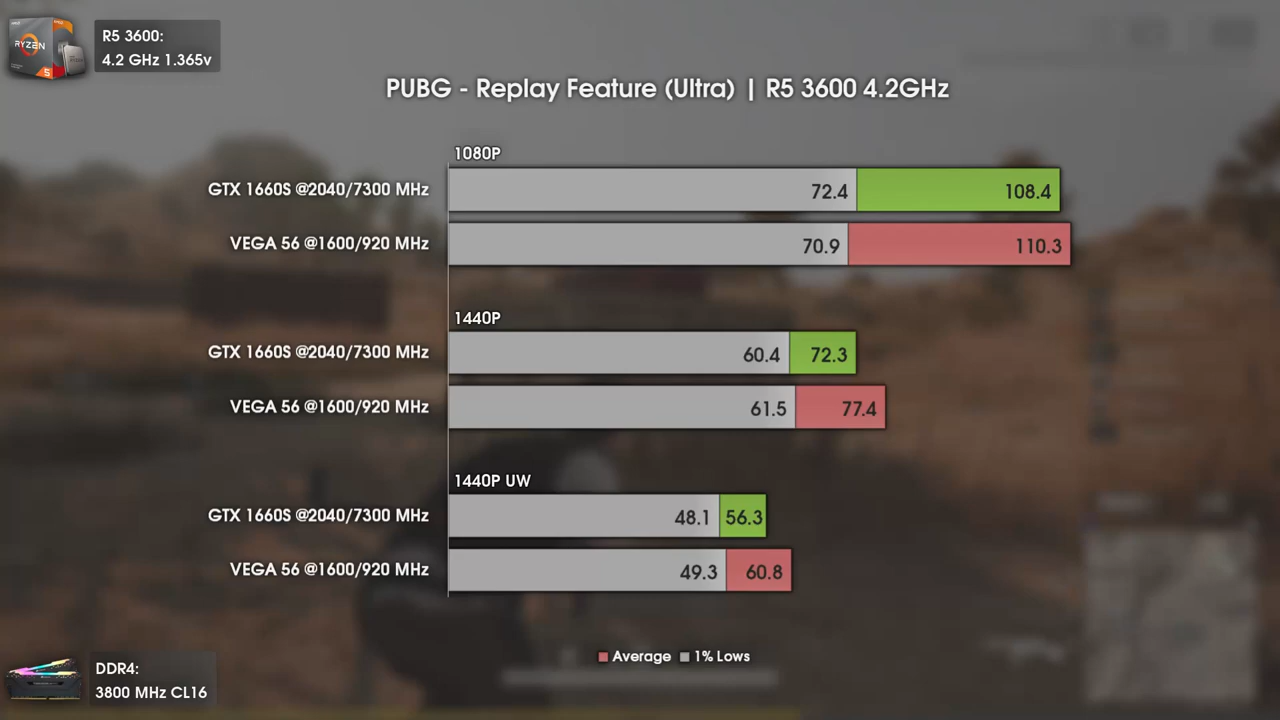 RYZEN
5
R5 3600:
4.2 GHz 1.365v
PUBG - Replay Feature (Ultra) | R5 3600 4.2GHz
1080P
GTX 1660S @2040/7300 MHz
72.4
108.4
VEGA 56 @1600/920 MHz
70.9
110.3
1440P
GTX 1660S @2040/7300 MHz
60.4
72.3
VEGA 56 @1600/920 MHz
61.5
77.4
1440P UW
GTX 1660S @2040/7300 MHz
48.1
56.3
VEGA 56 @1600/920 MHz
49.3
60.8
Average
1% Lows
DDR4:
3800 MHz CL16